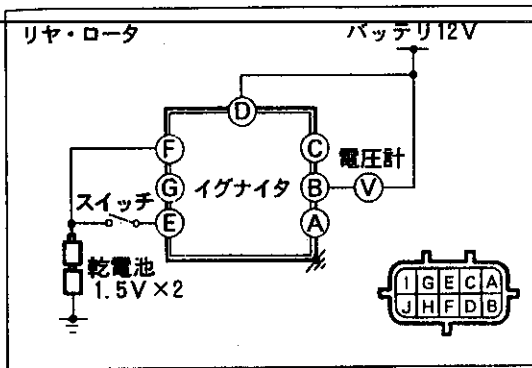 リヤ・ロータ
バッテリ12V
D
F
C
電圧計
G
イグナイタ
B
V
スイッチ
E
A
乾電池
1.5V×2
I G E C A
J H F D B